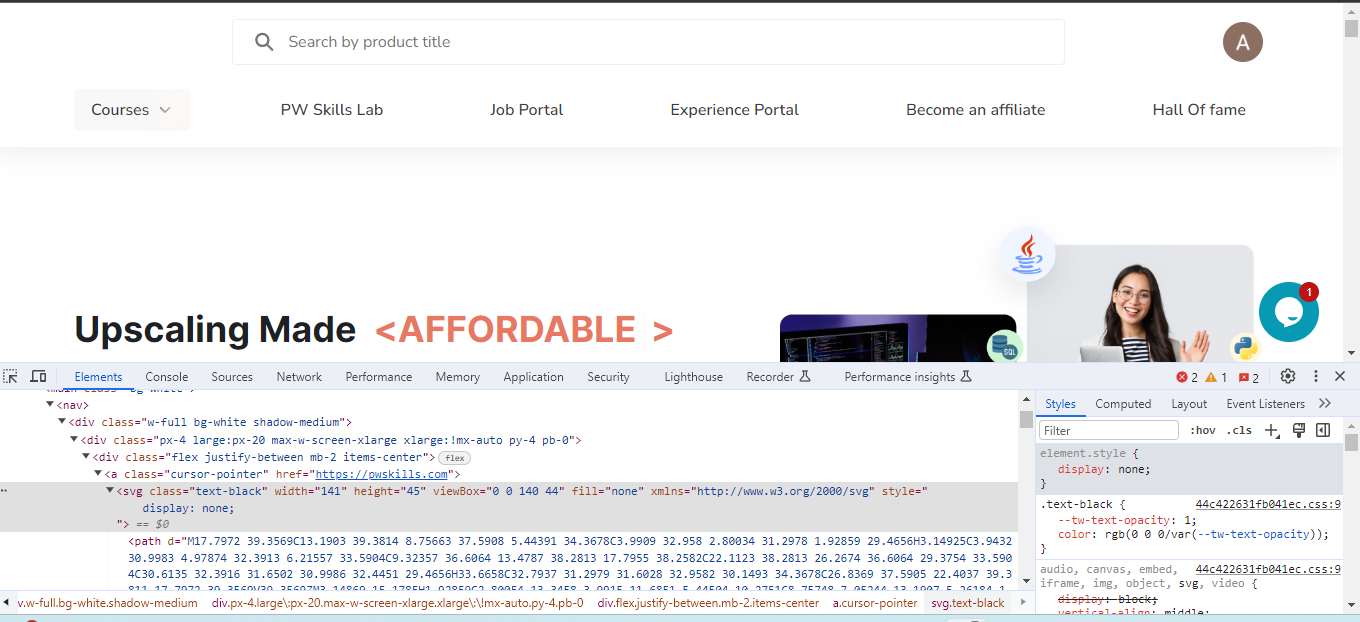 Search by product title
A
Courses
PW Skills Lab
Job Portal
Experience Portal
Become an affiliate
Hall Of fame
Upscaling Made <AFFORDABLE >
SQL
1
Elements Console Sources Network Performance Memory Application Security Lighthouse Recorder Performance insights 2 1 2
<nav>
<div class="w-full bg-white shadow-medium">
<div class="px-4 large:px-20 max-w-screen-xlarge xlarge:!mx-auto py-4 pb-0">
<div class="flex justify-between mb-2 items-center"> flex
<a class="cursor-pointer" href="https://pwskills.com">
<svg class="text-black" width="141" height="45" viewBox="0 0 140 44" fill="none" xmlns="http://www.w3.org/2000/svg" style="
display: none;
"> == $0
<path d="M17.7972 39.3569C13.1903 39.3814 8.75663 37.5908 5.44391 34.3678C3.9909 32.958 2.80034 31.2978 1.92859 29.4656H3.14925C3.9432
30.9983 4.97874 32.3913 6.21557 33.5904C9.32357 36.6064 13.4787 38.2813 17.7955 38.2582C22.1123 38.2813 26.2674 36.6064 29.3754 33.590
4C30.6135 32.3916 31.6502 30.9986 32.4451 29.4656H33.6658C32.7937 31.2979 31.6028 32.9582 30.1493 34.3678C26.8369 37.5905 22.4037 39.3
v.w-full.bg-white.shadow-medium div.px-4.large\:px-20.max-w-screen-xlarge.xlarge\:\!mx-auto.py-4.pb-0 div.flex.justify-between.mb-2.items-center a.cursor-pointer svg.text-black
Styles Computed Layout Event Listeners
Filter :hov .cls
element.style {
display: none;
}
.text-black { 44c422631fb041ec.css:9
--tw-text-opacity: 1;
color: rgb(0 0 0/var(--tw-text-opacity));
}
audio, canvas, embed, 44c422631fb041ec.css:9
iframe, img, object, svg, video {
display: block;
vertical-align: middle;